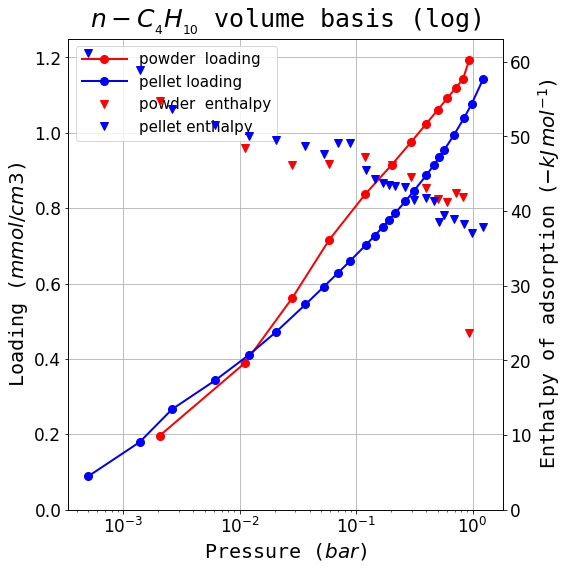 n−C₄H₁₀ volume basis (log)
powder loading
pellet loading
powder enthalpy
pellet enthalpy
1.2
1.0
0.8
0.6
0.4
0.2
0.0
Loading (mmol/cm3)
60
50
40
30
20
10
0
Enthalpy of adsorption (−kJmol⁻¹)
10⁻³ 10⁻² 10⁻¹ 10⁰
Pressure (bar)